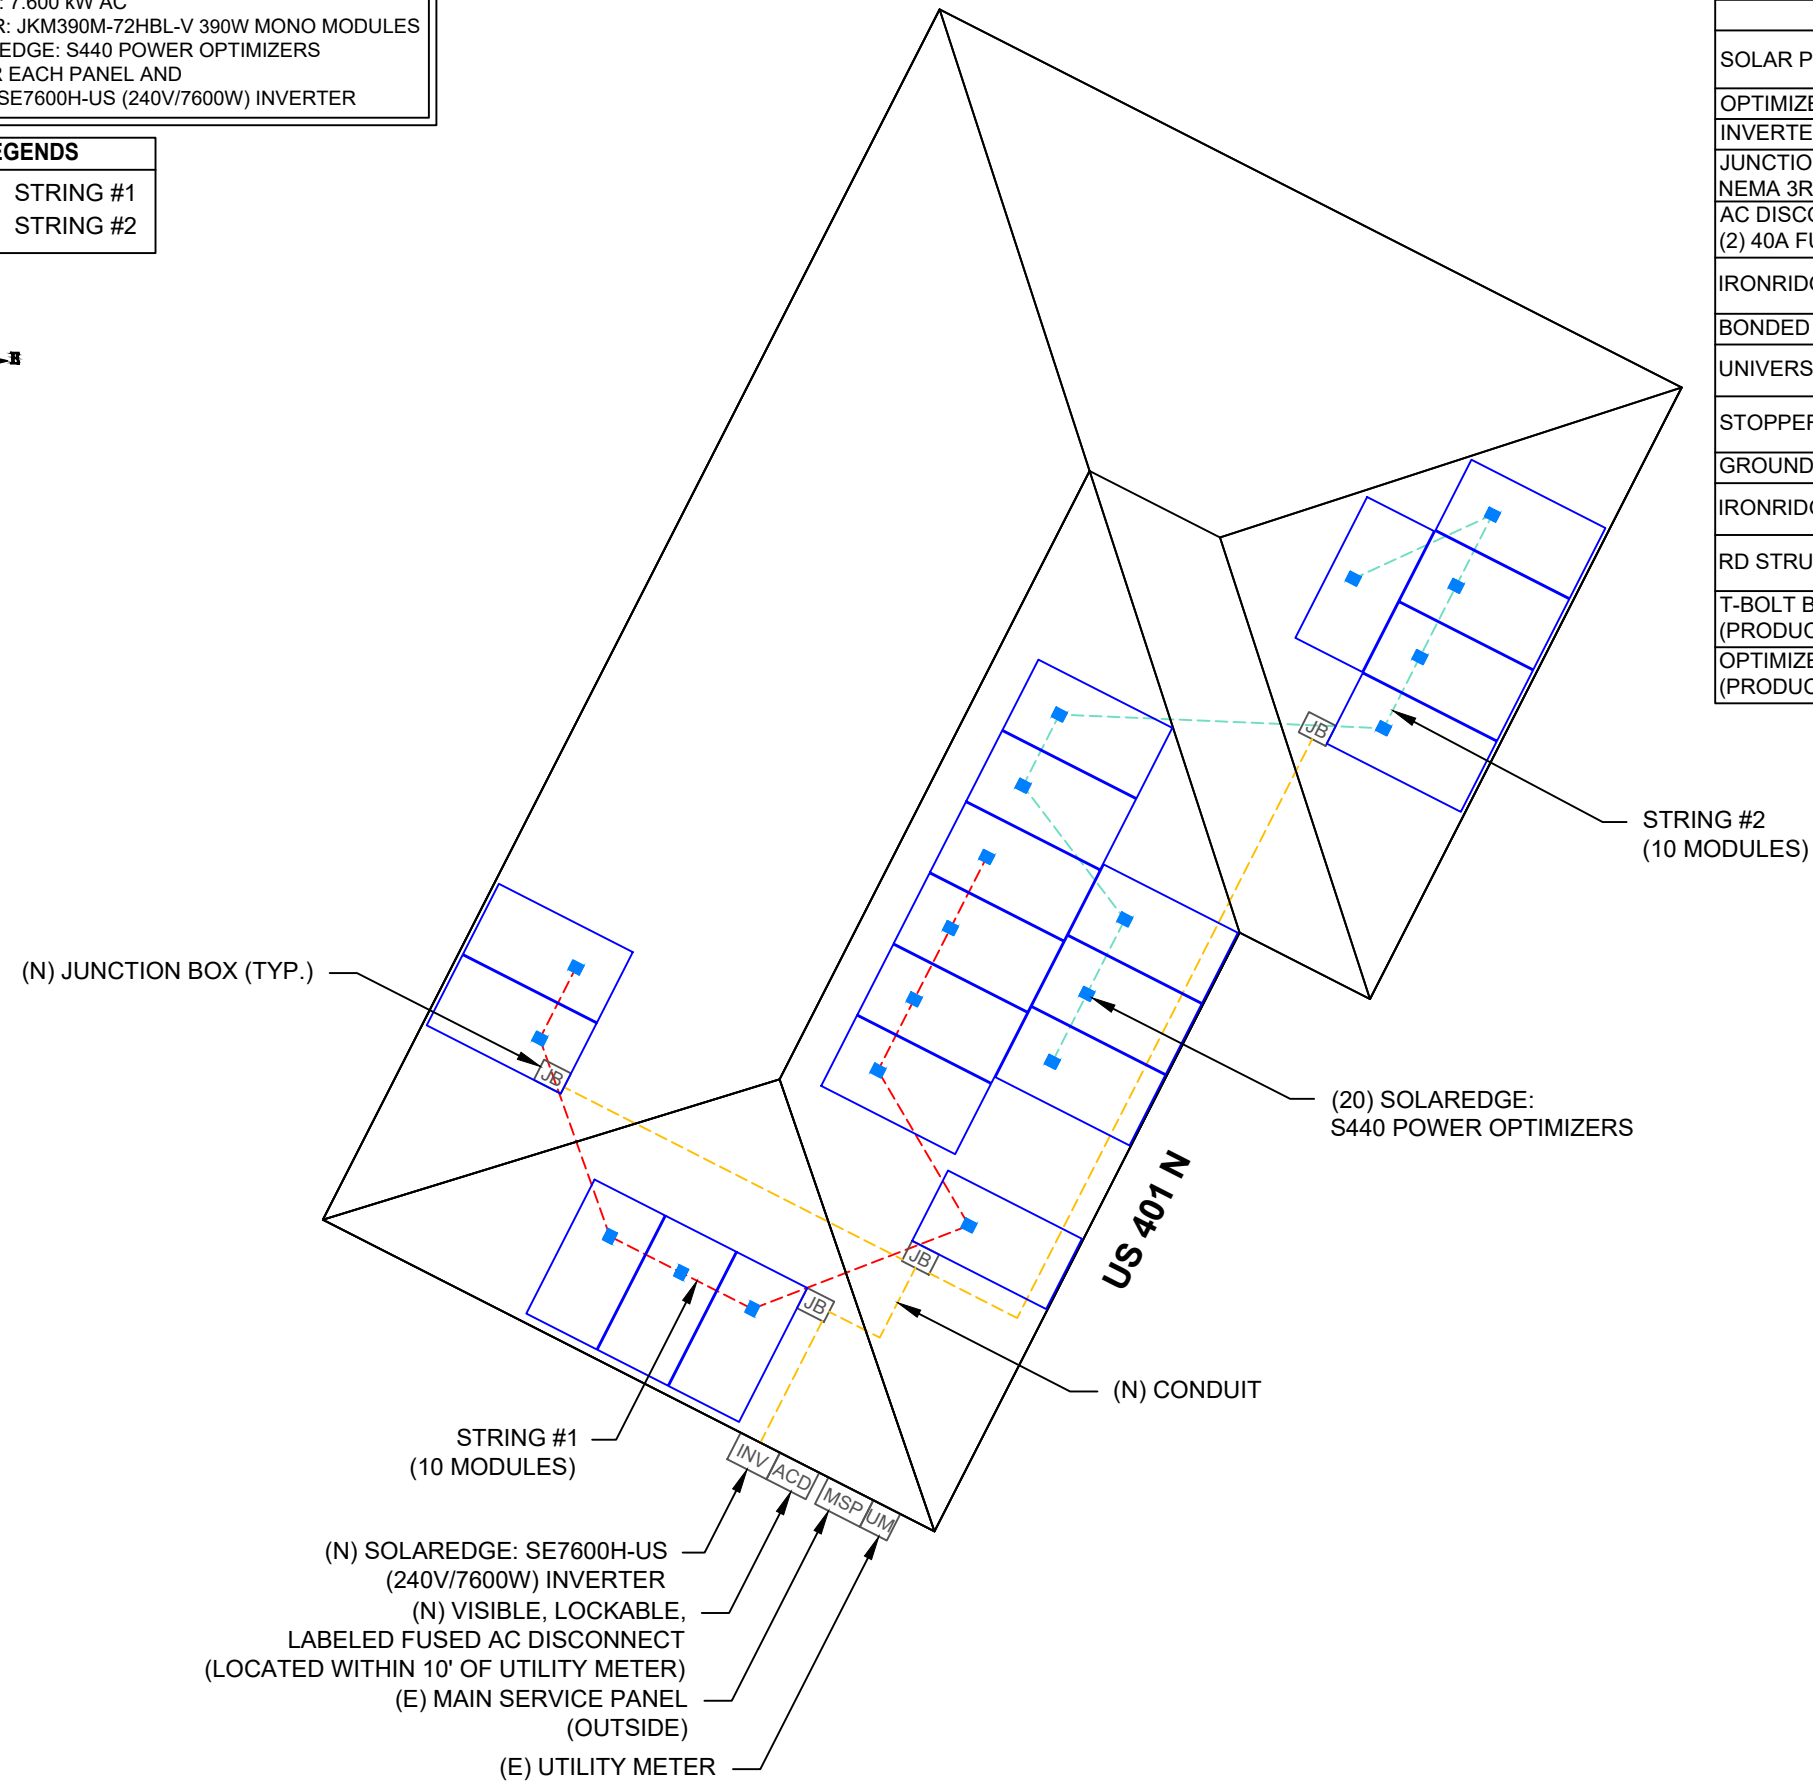 : 7.600 kW AC
R: JKM390M-72HBL-V 390W MONO MODULES
EDGE: S440 POWER OPTIMIZERS
R EACH PANEL AND
SE7600H-US (240V/7600W) INVERTER
EGENDS
STRING #1
STRING #2
SOLAR P
OPTIMIZE
INVERTE
JUNCTIO
NEMA 3R
AC DISCO
(2) 40A FU
IRONRIDG
BONDED
UNIVERS
STOPPER
GROUND
IRONRIDG
RD STRU
T-BOLT B
(PRODUC
OPTIMIZE
(PRODUC
JB
STRING #2
(10 MODULES)
(N) JUNCTION BOX (TYP.)
JB
(20) SOLAREDGE:
S440 POWER OPTIMIZERS
US 401 N
JB
JB
(N) CONDUIT
STRING #1
(10 MODULES)
INV
ACD
MSP
UM
(N) SOLAREDGE: SE7600H-US
(240V/7600W) INVERTER
(N) VISIBLE, LOCKABLE,
LABELED FUSED AC DISCONNECT
(LOCATED WITHIN 10' OF UTILITY METER)
(E) MAIN SERVICE PANEL
(OUTSIDE)
(E) UTILITY METER